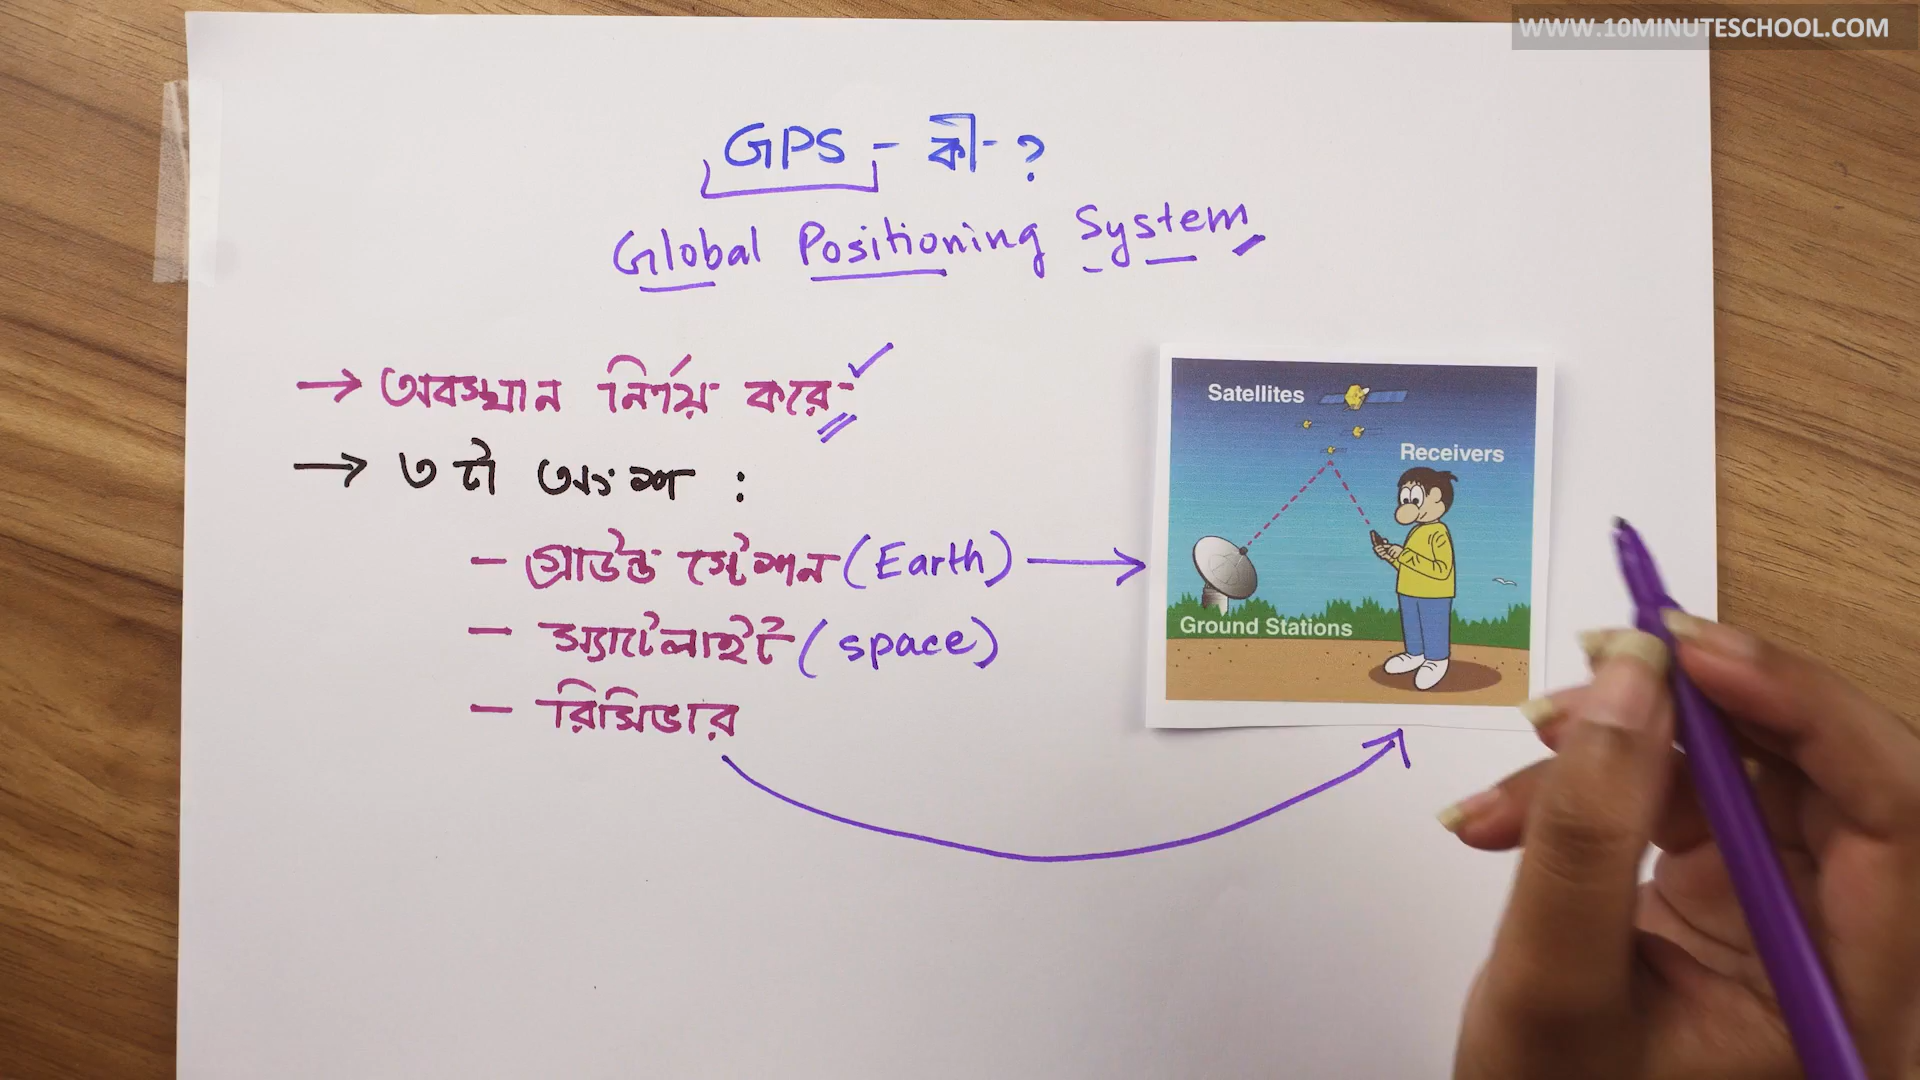 WWW.10MINUTESCHOOL.COM
GPS - কী - ?
Global Positioning System
→ অবস্থান নির্ণয় করে
→ ৩ টা অংশ :
- গ্রাউন্ড স্টেশন (Earth) →
- স্যাটেলাইট (space)
- রিসিভার
Satellites
Receivers
Ground Stations